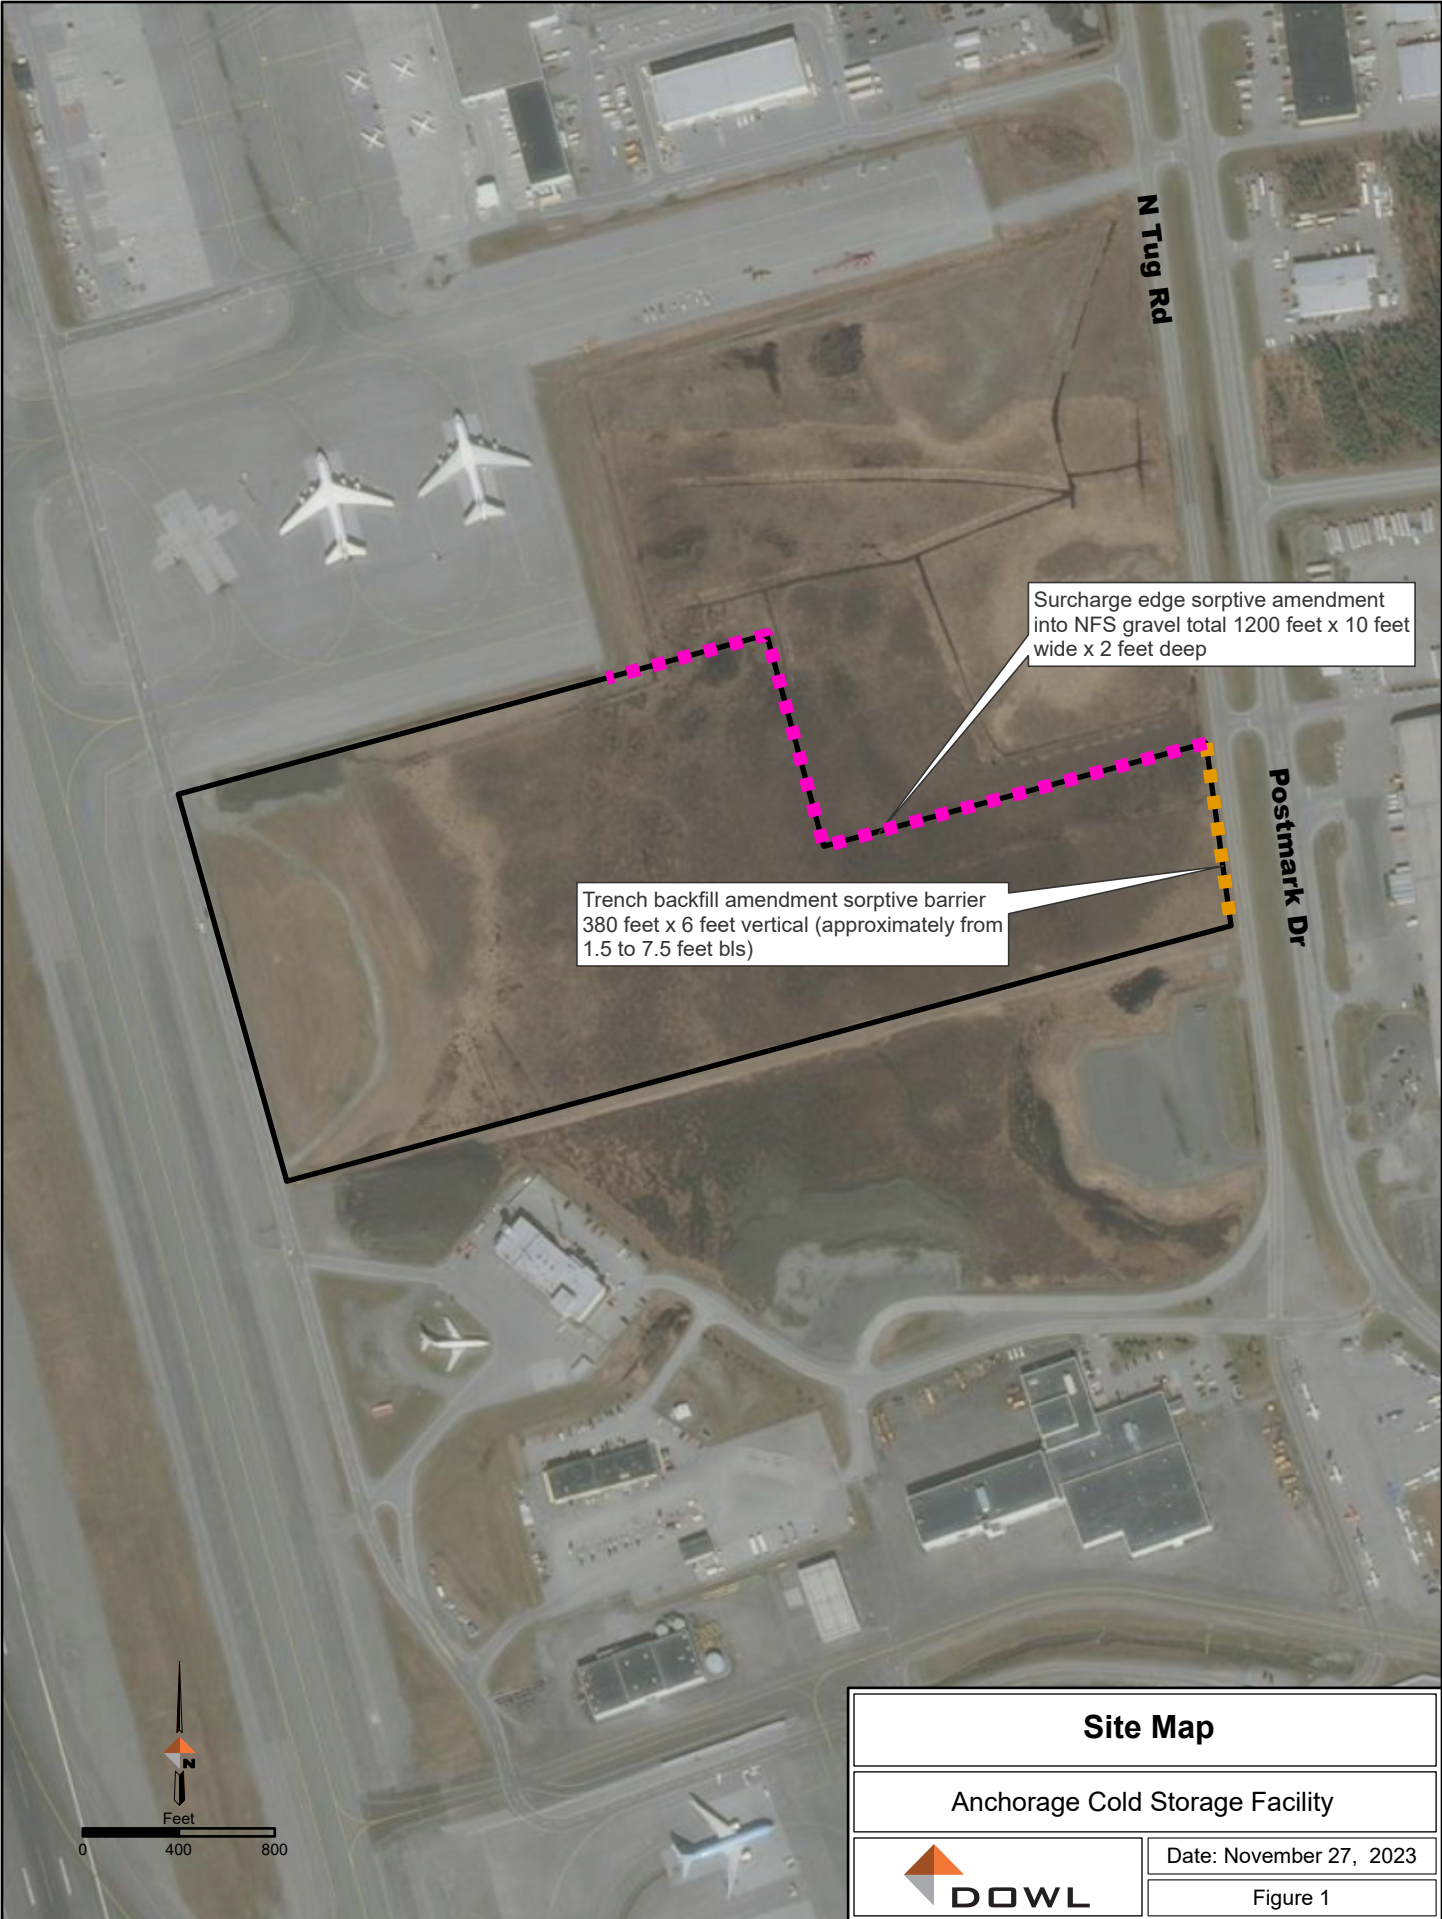 N Tug Rd
Surcharge edge sorptive amendment
into NFS gravel total 1200 feet x 10 feet
wide x 2 feet deep
Postmark Dr
Trench backfill amendment sorptive barrier
380 feet x 6 feet vertical (approximately from
1.5 to 7.5 feet bls)
N
Feet
0 400 800
Site Map
Anchorage Cold Storage Facility
DOWL
Date: November 27, 2023
Figure 1